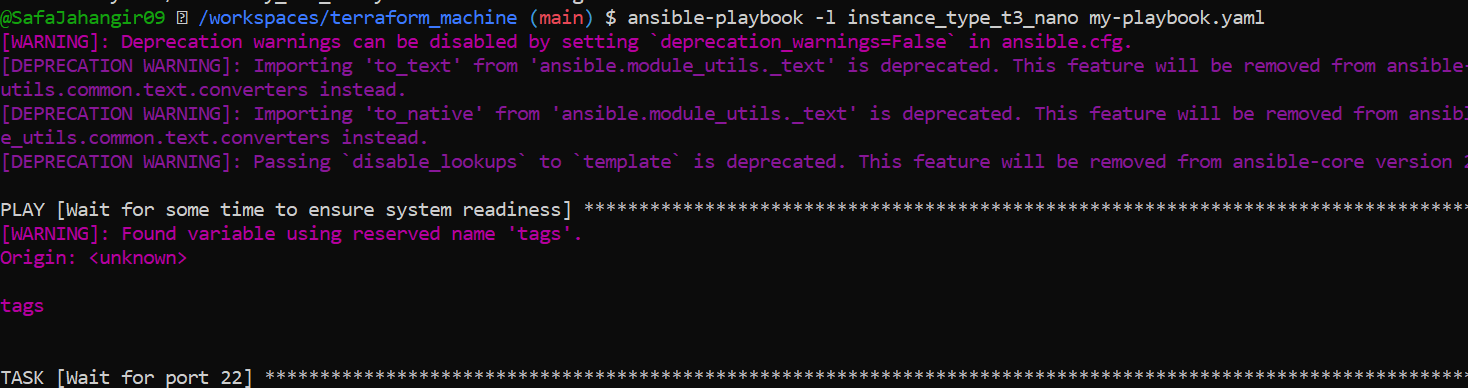 @SafaJahangir09 /workspaces/terraform_machine (main) $ ansible-playbook -l instance_type_t3_nano my-playbook.yaml
[WARNING]: Deprecation warnings can be disabled by setting `deprecation_warnings=False` in ansible.cfg.
[DEPRECATION WARNING]: Importing 'to_text' from 'ansible.module_utils._text' is deprecated. This feature will be removed from ansible-
utils.common.text.converters instead.
[DEPRECATION WARNING]: Importing 'to_native' from 'ansible.module_utils._text' is deprecated. This feature will be removed from ansibl
e_utils.common.text.converters instead.
[DEPRECATION WARNING]: Passing `disable_lookups` to `template` is deprecated. This feature will be removed from ansible-core version 2
PLAY [Wait for some time to ensure system readiness] ********************************************************************************
[WARNING]: Found variable using reserved name 'tags'.
Origin: <unknown>
tags
TASK [Wait for port 22] *************************************************************************************************************